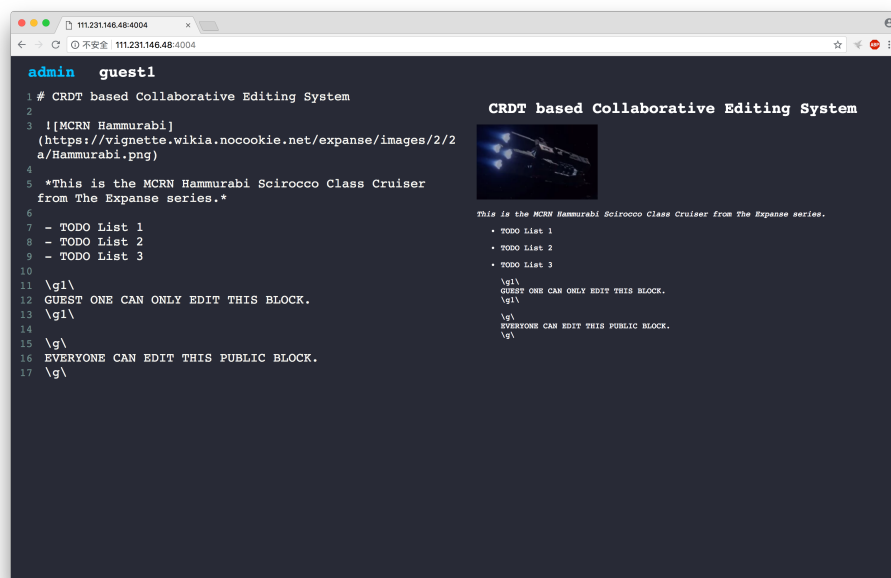 111.231.146.48:4004
不安全 111.231.146.48:4004
ABP
admin guest1
1 # CRDT based Collaborative Editing System
2
3 ![MCRN Hammurabi]
(https://vignette.wikia.nocookie.net/expanse/images/2/2
a/Hammurabi.png)
4
5 *This is the MCRN Hammurabi Scirocco Class Cruiser
from The Expanse series.*
6
7 - TODO List 1
8 - TODO List 2
9 - TODO List 3
10
11 \g1\
12 GUEST ONE CAN ONLY EDIT THIS BLOCK.
13 \g1\
14
15 \g\
16 EVERYONE CAN EDIT THIS PUBLIC BLOCK.
17 \g\
CRDT based Collaborative Editing System
This is the MCRN Hammurabi Scirocco Class Cruiser from The Expanse series.
• TODO List 1
• TODO List 2
• TODO List 3
\g1\
GUEST ONE CAN ONLY EDIT THIS BLOCK.
\g1\
\g\
EVERYONE CAN EDIT THIS PUBLIC BLOCK.
\g\